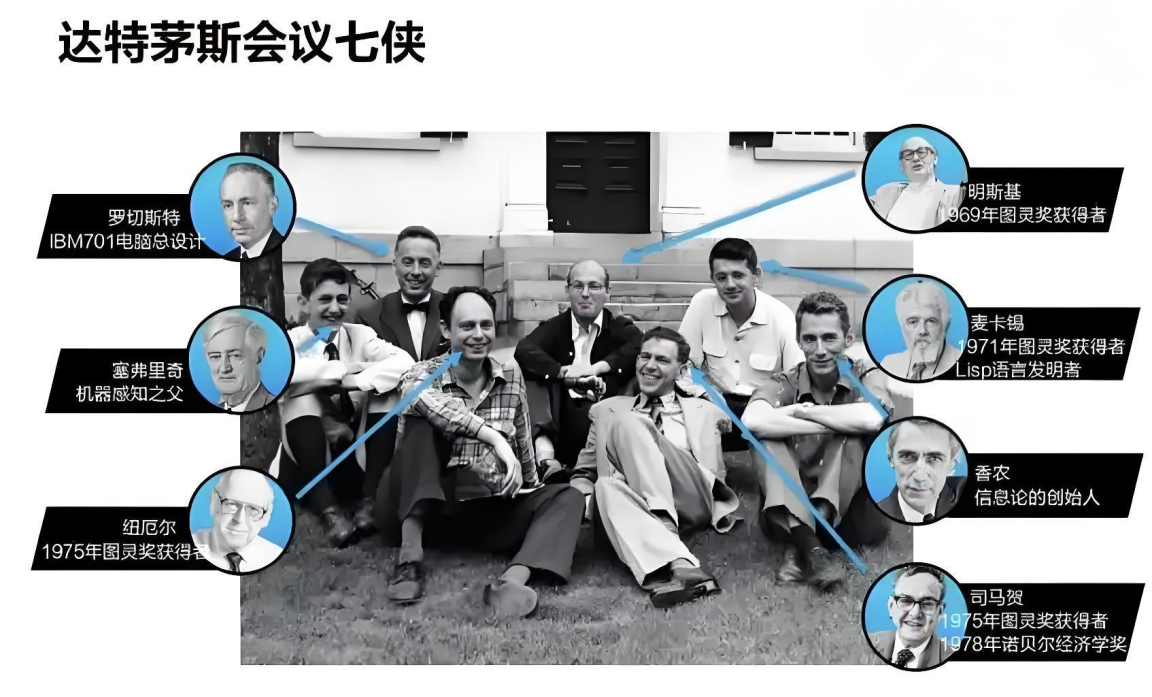 达特茅斯会议七侠
罗切斯特
IBM701电脑总设计
塞弗里奇
机器感知之父
纽厄尔
1975年图灵奖获得者
明斯基
1969年图灵奖获得者
麦卡锡
1971年图灵奖获得者
Lisp语言发明者
香农
信息论的创始人
司马贺
1975年图灵奖获得者
1978年诺贝尔经济学奖